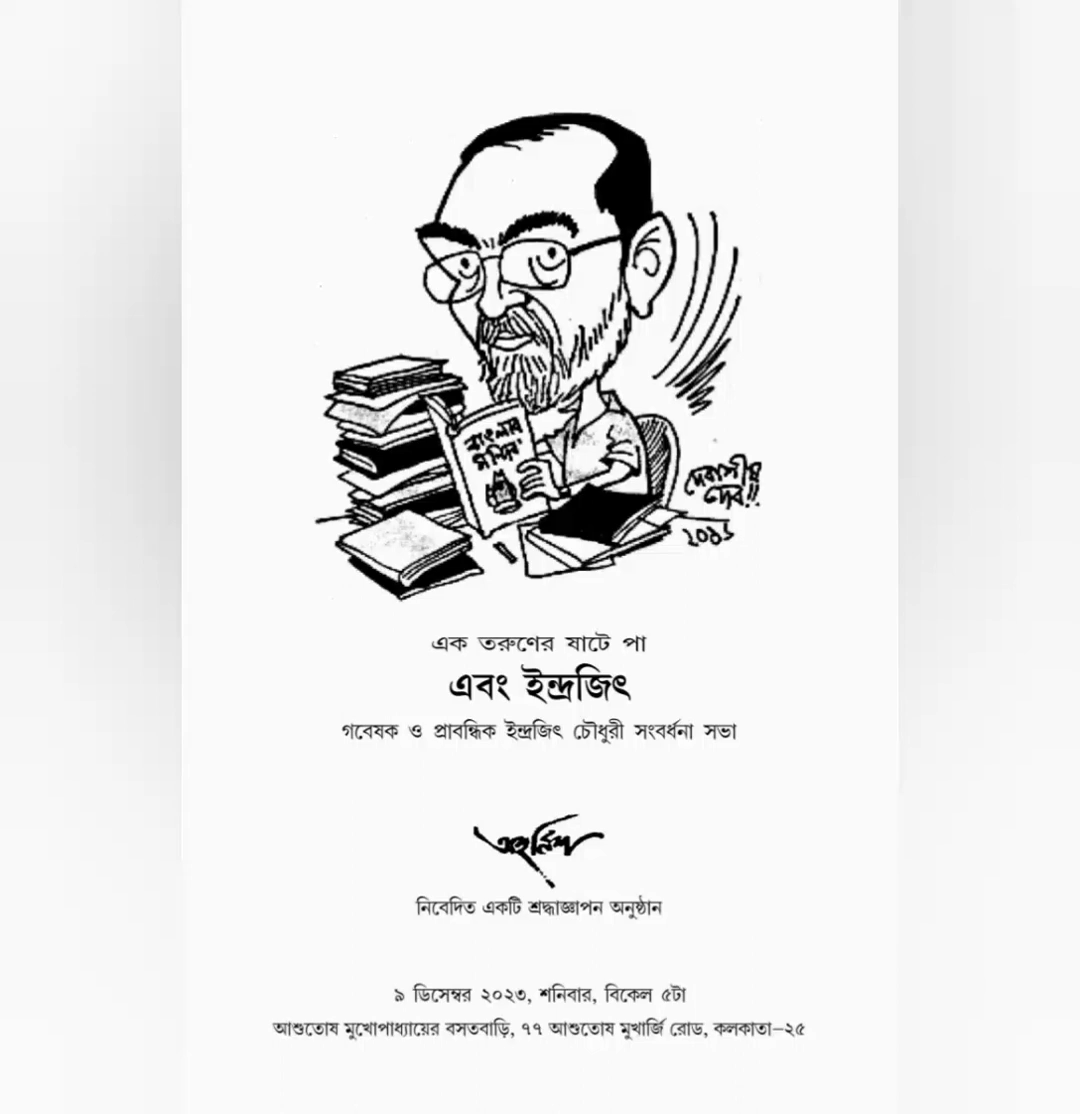 বাংলার
মন্দির
দেবাশীষ
দেব!!
২০১১
এক তরুণের ষাটে পা
এবং ইন্দ্রজিৎ
গবেষক ও প্রাবন্ধিক ইন্দ্রজিৎ চৌধুরী সংবর্ধনা সভা
অহর্নিশ
নিবেদিত একটি শ্রদ্ধাজ্ঞাপন অনুষ্ঠান
৯ ডিসেম্বর ২০২৩, শনিবার, বিকেল ৫টা
আশুতোষ মুখোপাধ্যায়ের বসতবাড়ি, ৭৭ আশুতোষ মুখার্জি রোড, কলকাতা–২৫